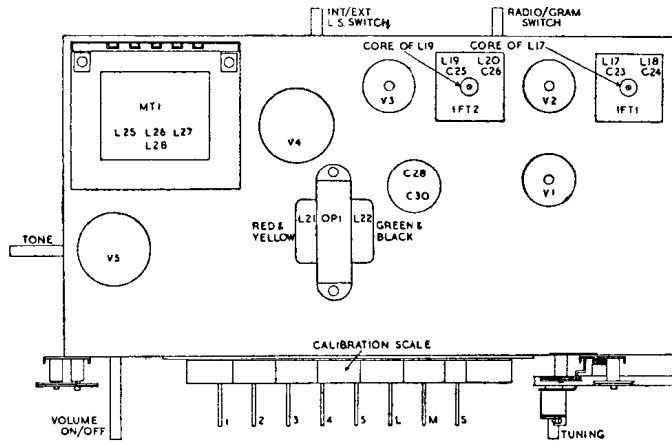 INT/EXT
L.S. SWITCH
RADIO/GRAM
SWITCH
CORE OF L19
CORE OF L17
L19 L20
C25 C26
IFT2
L17 L18
C23 C24
IFT1
V3
V2
MT1
L25 L26 L27
L28
V4
C28
C30
V1
RED &
YELLOW
L21 OP1 L22
GREEN &
BLACK
TONE
V5
CALIBRATION SCALE
VOLUME
ON/OFF
1 2 3 4 5 L M S
TUNING